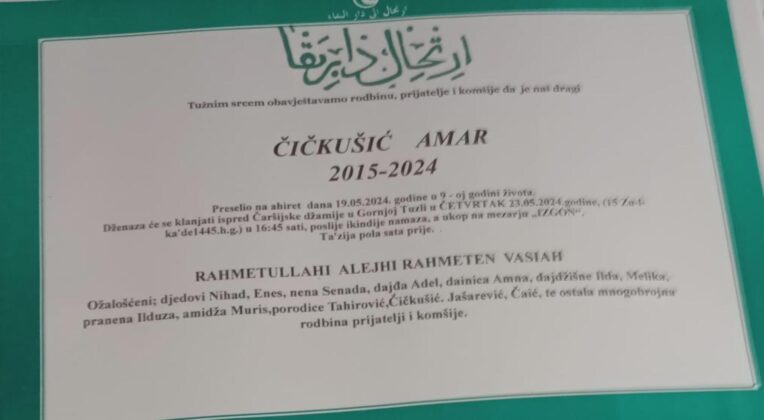 ارتحال الى دار البقاء
Tužnim srcem obavještavamo rodbinu, prijatelje i komšije da je naš dragi
ČIČKUŠIĆ AMAR
2015-2024
Preselio na ahiret dana 19.05.2024. godine u 9 - oj godini života.
Dženaza će se klanjati ispred Čaršijske džamije u Gornjoj Tuzli u ČETVRTAK 23.05.2024.godine, (15 Zu-l-
ka'de1445.h.g.) u 16:45 sati, poslije ikindije namaza, a ukop na mezarju „IZGON“.
Ta'zija pola sata prije.
RAHMETULLAHI ALEJHI RAHMETEN VASIAH
Ožalošćeni; djedovi Nihad, Enes, nena Senada, dajđa Adel, dainica Amna, dajdžišne Ilda, Melika,
pranena Ilduza, amidža Muris,porodice Tahirović,Čičkušić. Jašarević, Čaić, te ostala mnogobrojna
rodbina prijatelji i komšije.